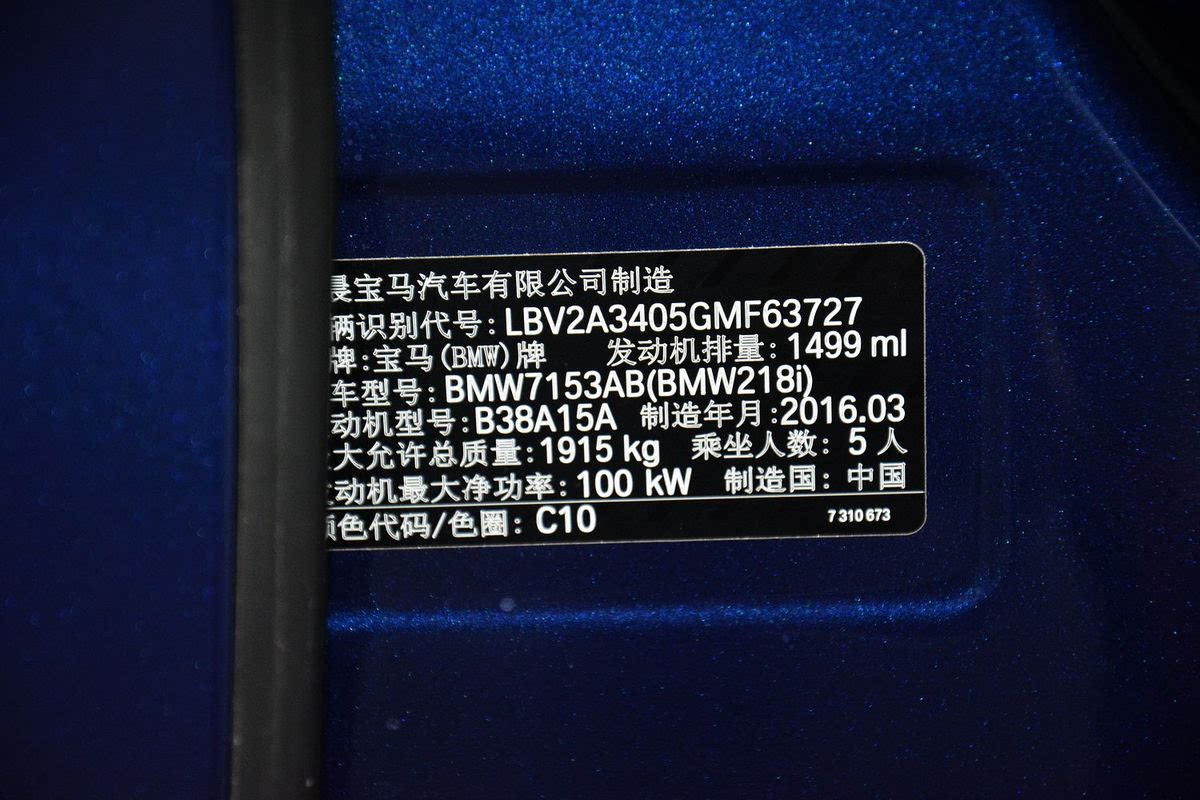 晨宝马汽车有限公司制造
辆识别代号:LBV2A3405GMF63727
牌:宝马(BMW)牌 发动机排量:1499 ml
车型号:BMW7153AB(BMW218i)
动机型号:B38A15A 制造年月:2016.03
大允许总质量:1915 kg 乘坐人数: 5 人
发动机最大净功率:100 kW 制造国: 中国
颜色代码/色圈: C10 7 310 673